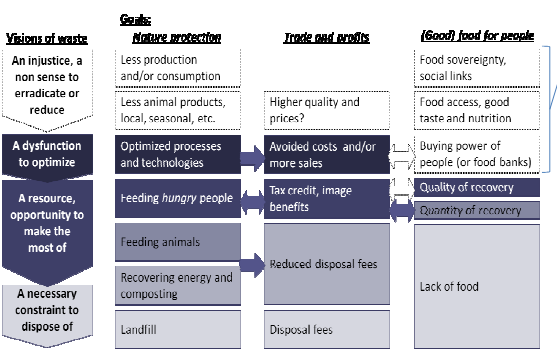 Goals:
Visions of waste
Nature protection
Trade and profits
(Good) food for people
An injustice, a
non sense to
erradicate or
reduce
Less production
and/or consumption
Food sovereignty,
social links
Less animal products,
local, seasonal, etc.
Higher quality and
prices?
Food access, good
taste and nutrition
A dysfunction
to optimize
Optimized processes
and technologies
Avoided costs and/or
more sales
Buying power of
people (or food banks)
A resource,
opportunity to
make the
most of
Feeding hungry people
Tax credit, image
benefits
Quality of recovery
Quantity of recovery
Feeding animals
Recovering energy and
composting
Reduced disposal fees
Lack of food
A necessary
constraint to
dispose of
Landfill
Disposal fees